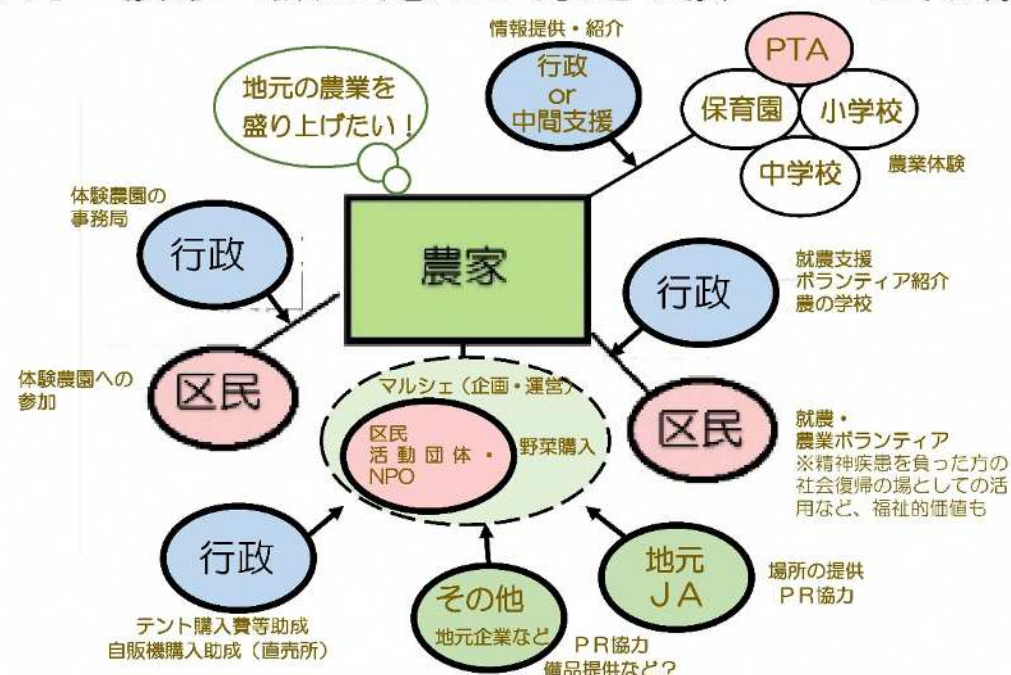 情報提供・紹介
行政
or
中間支援
PTA
保育園
小学校
中学校
農業体験
地元の農業を
盛り上げたい！
体験農園の
事務局
行政
農家
行政
就農支援
ボランティア紹介
農の学校
体験農園への
参加
区民
マルシェ（企画・運営）
区民
活動団体・
NPO
野菜購入
区民
就農・
農業ボランティア
※精神疾患を負った方の
社会復帰の場としての活
用など、福祉的価値も
行政
テント購入費等助成
自販機購入助成（直売所）
その他
地元企業など
ＰＲ協力
備品提供など？
地元
ＪＡ
場所の提供
ＰＲ協力